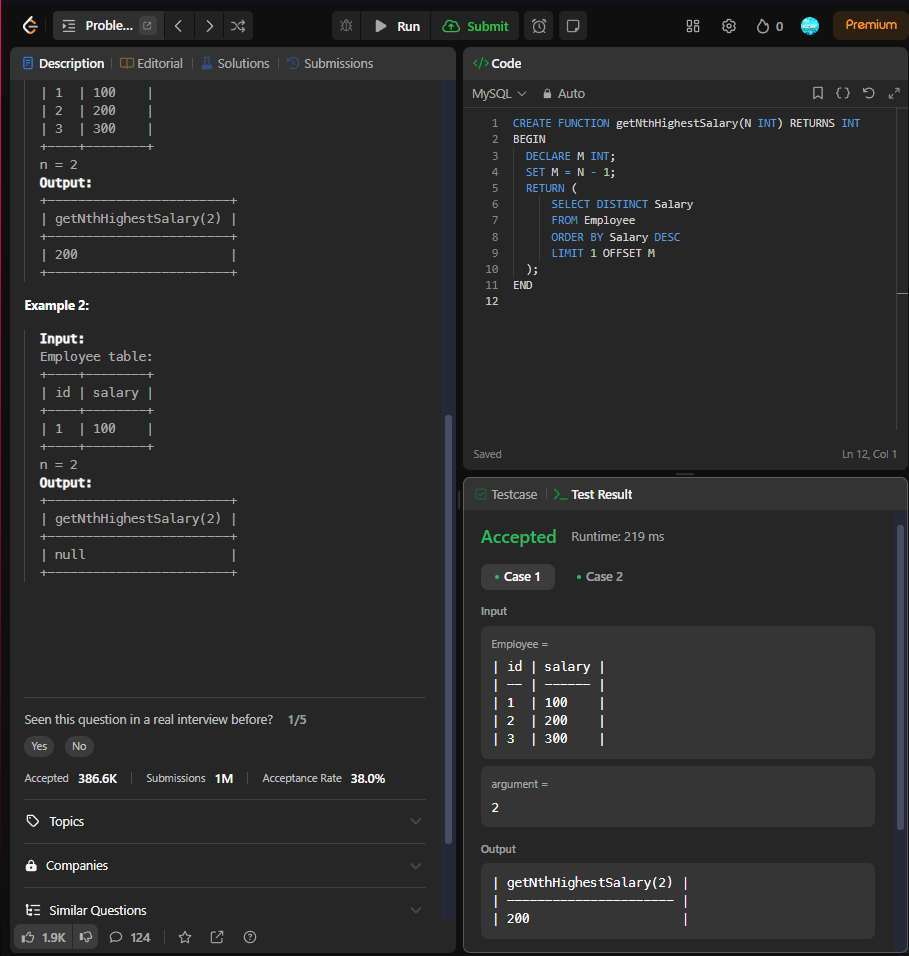 Proble...
Run
Submit
0
Premium
Description
Editorial
Solutions
Submissions
| 1  | 100    |
| 2  | 200    |
| 3  | 300    |
+----+--------+
n = 2
Output:
+------------------------+
| getNthHighestSalary(2) |
+------------------------+
| 200                    |
+------------------------+
Example 2:
Input:
Employee table:
+----+--------+
| id | salary |
+----+--------+
| 1  | 100    |
+----+--------+
n = 2
Output:
+------------------------+
| getNthHighestSalary(2) |
+------------------------+
| null                   |
+------------------------+
Seen this question in a real interview before? 1/5
Yes
No
Accepted 386.6K
Submissions 1M
Acceptance Rate 38.0%
Topics
Companies
Similar Questions
1.9K
124
</> Code
MySQL
Auto
1 CREATE FUNCTION getNthHighestSalary(N INT) RETURNS INT
2 BEGIN
3   DECLARE M INT;
4   SET M = N - 1;
5   RETURN (
6       SELECT DISTINCT Salary
7       FROM Employee
8       ORDER BY Salary DESC
9       LIMIT 1 OFFSET M
10   );
11 END
12
Saved
Ln 12, Col 1
Testcase
Test Result
Accepted Runtime: 219 ms
• Case 1
• Case 2
Input
Employee =
| id | salary |
| -- | ------ |
| 1  | 100    |
| 2  | 200    |
| 3  | 300    |
argument =
2
Output
| getNthHighestSalary(2) |
| ---------------------- |
| 200                    |